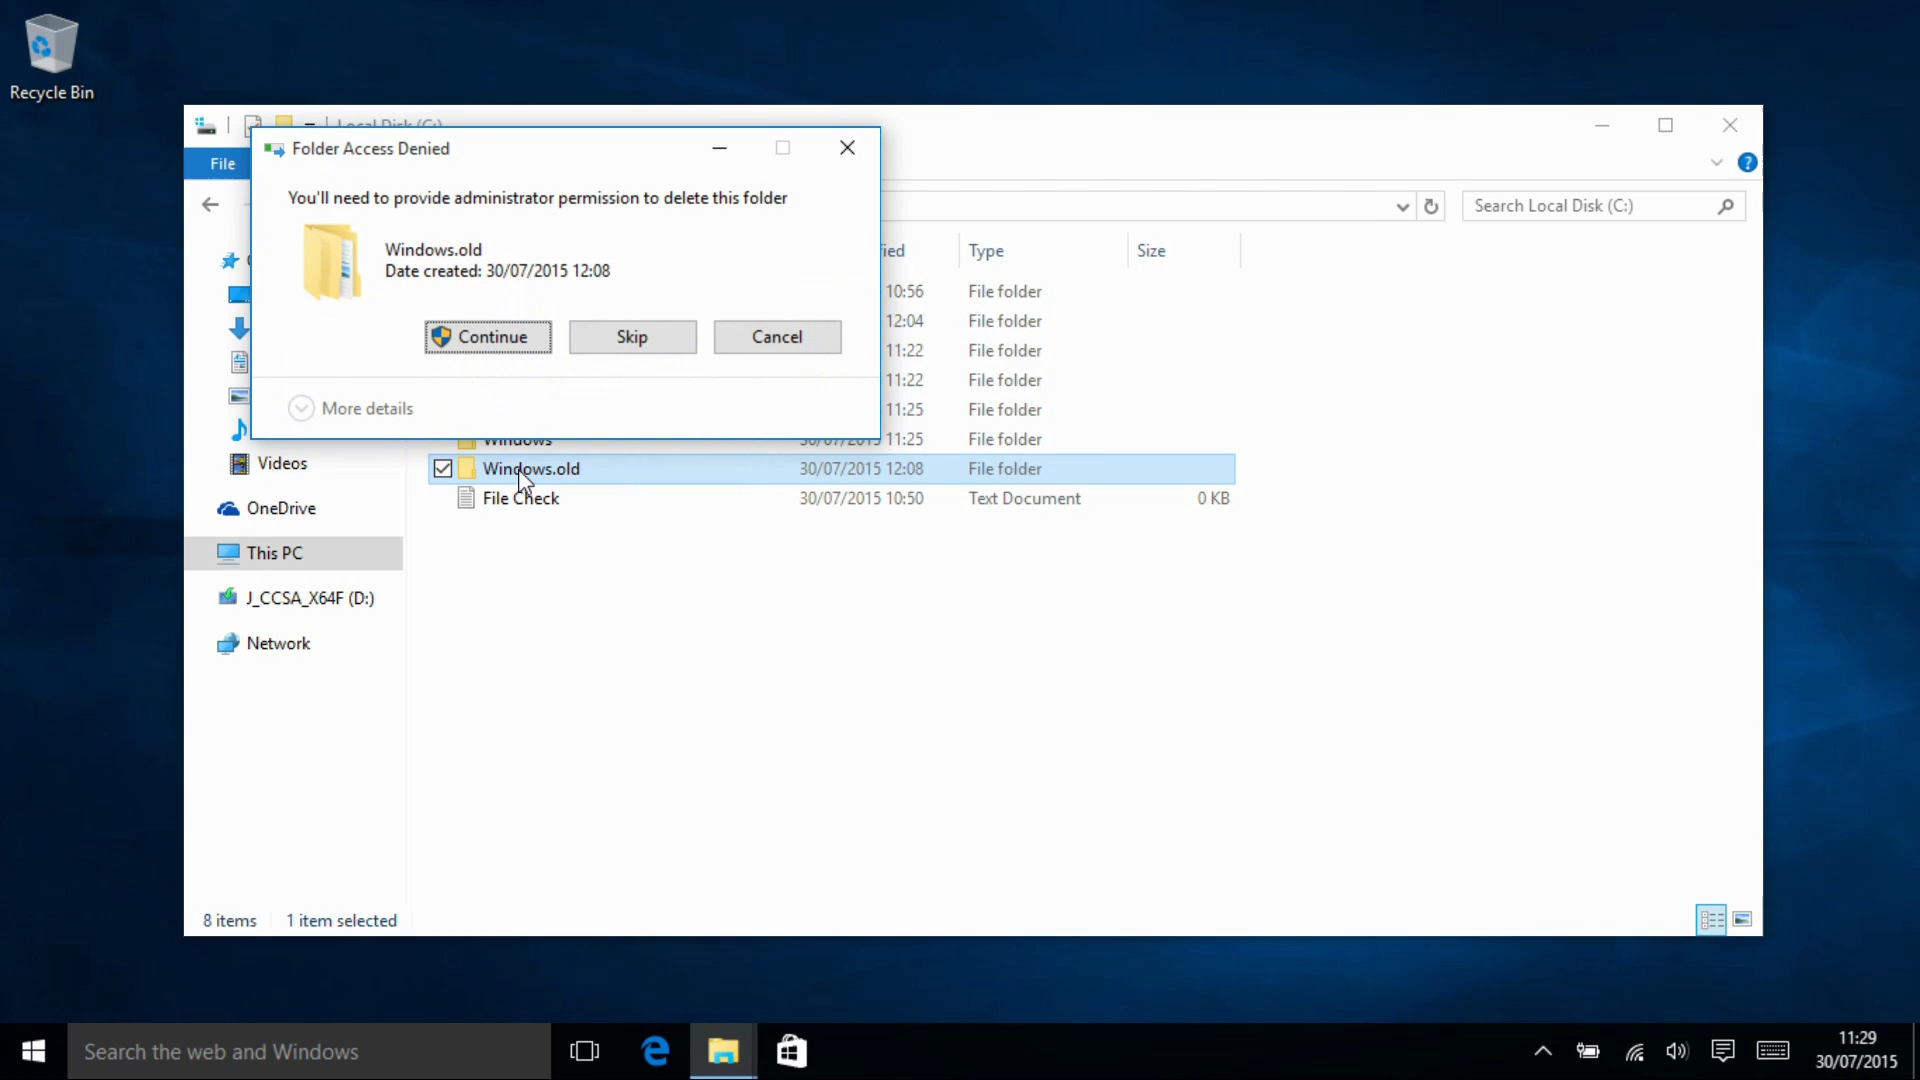 Recycle Bin
Local Disk (C:)
Folder Access Denied
File
You'll need to provide administrator permission to delete this folder
Search Local Disk (C:)
Windows.old
Date created: 30/07/2015 12:08
Type Size
10:56 File folder
12:04 File folder
Continue Skip Cancel
11:22 File folder
11:22 File folder
More details
11:25 File folder
Windows 30/07/2015 11:25 File folder
Videos
Windows.old 30/07/2015 12:08 File folder
File Check 30/07/2015 10:50 Text Document 0 KB
OneDrive
This PC
J_CCSA_X64F (D:)
Network
8 items 1 item selected
Search the web and Windows
11:29
30/07/2015